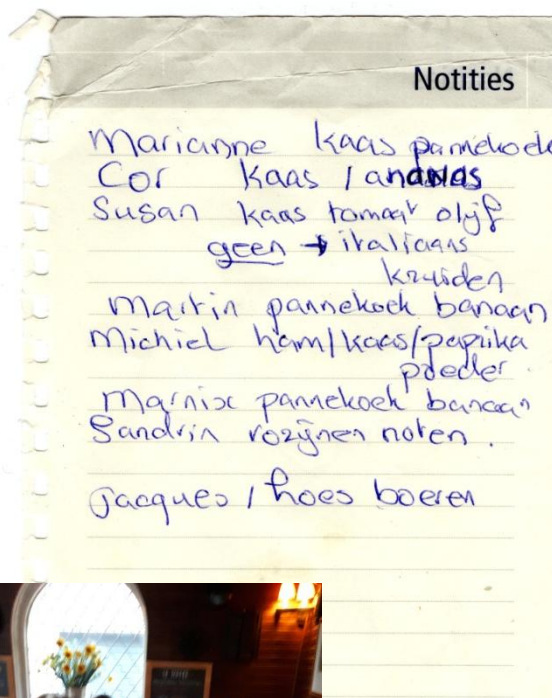 Notities
Marianne kaas pannekoek
Cor kaas / ananas
Susan kaas tomaat olijf
geen → italiaans
kruiden
Martin pannekoek banaan
Michiel ham/kaas/paprika
poeder
Marnix pannekoek banaan
Sandrin rozijnen noten.
Jacques / hoes boeren